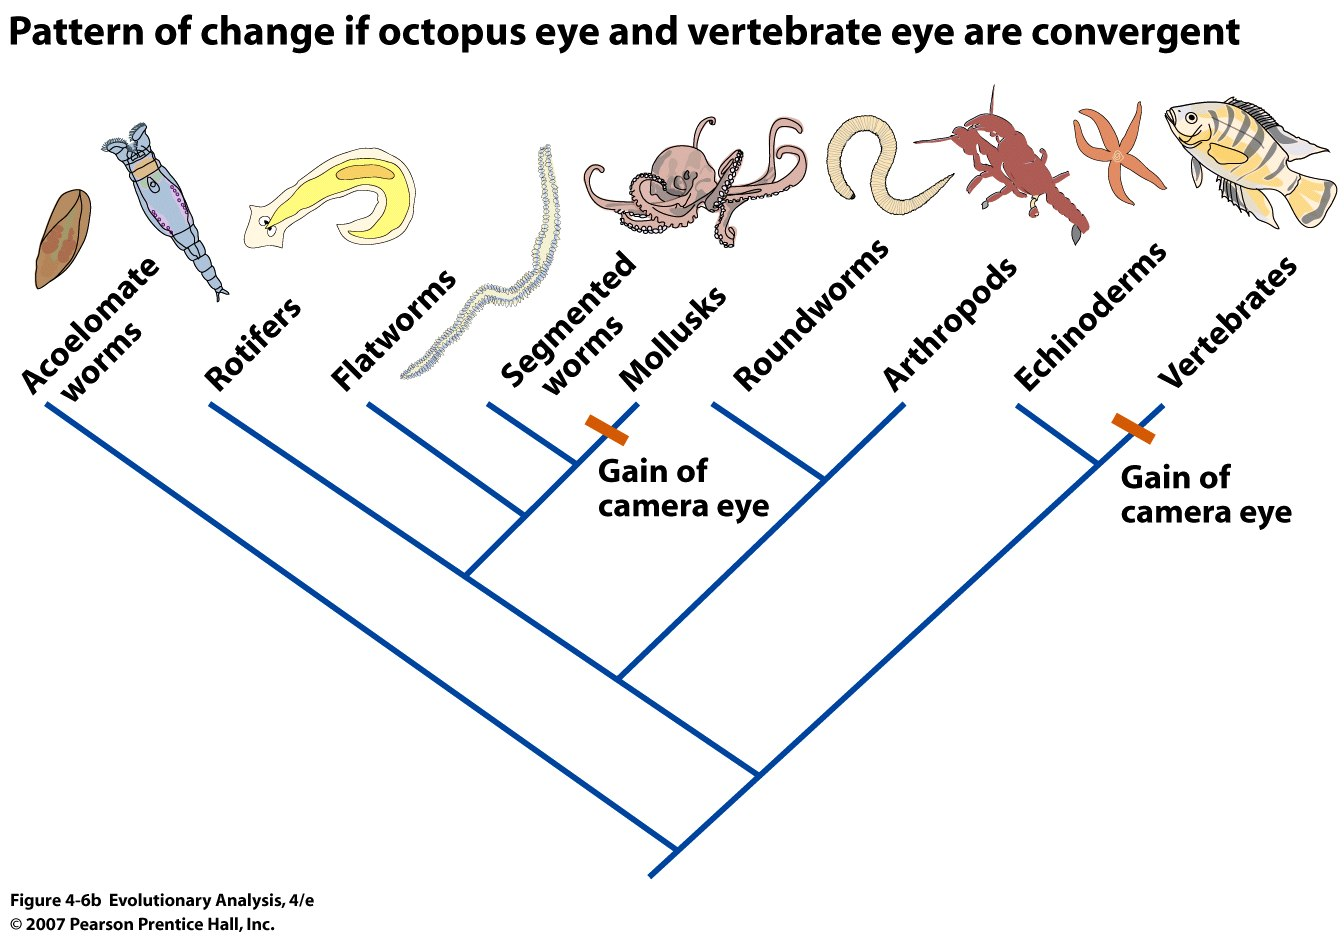 Pattern of change if octopus eye and vertebrate eye are convergent
Acoelomate
worms
Rotifers
Flatworms
Segmented
worms
Mollusks
Roundworms
Arthropods
Echinoderms
Vertebrates
Gain of
camera eye
Gain of
camera eye
Figure 4-6b Evolutionary Analysis, 4/e
© 2007 Pearson Prentice Hall, Inc.